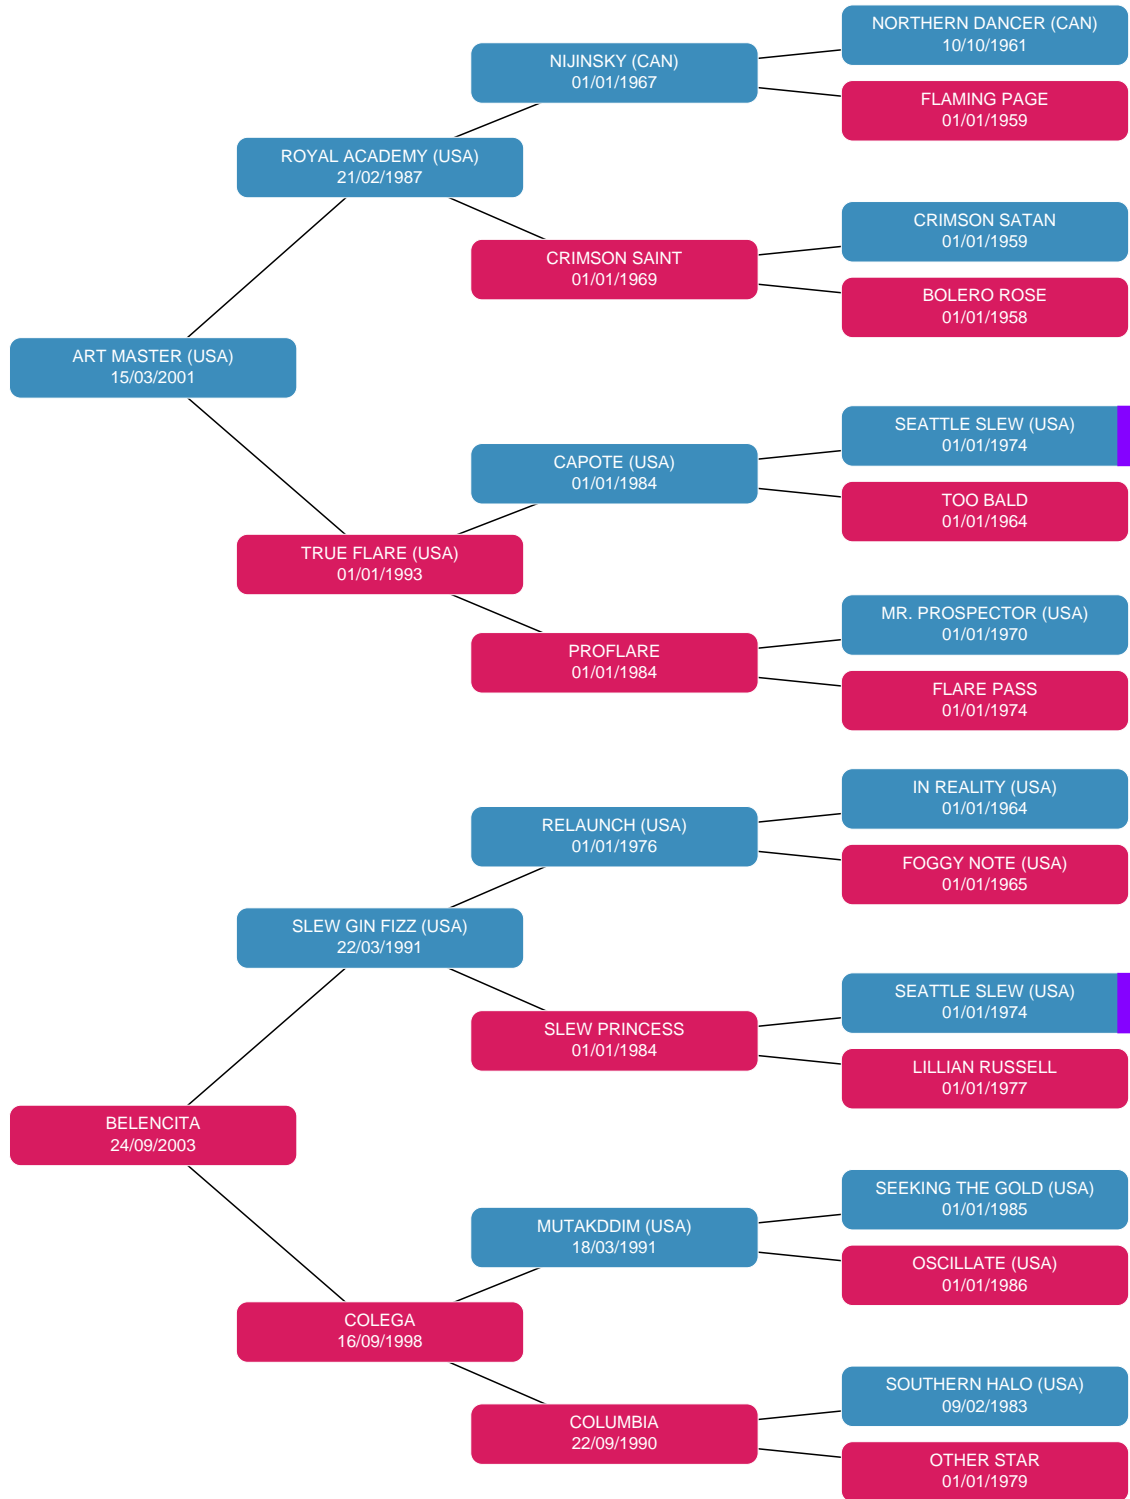 NORTHERN DANCER (CAN)
10/10/1961
NIJINSKY (CAN)
01/01/1967
FLAMING PAGE
01/01/1959
ROYAL ACADEMY (USA)
21/02/1987
CRIMSON SATAN
01/01/1959
CRIMSON SAINT
01/01/1969
BOLERO ROSE
01/01/1958
ART MASTER (USA)
15/03/2001
SEATTLE SLEW (USA)
01/01/1974
CAPOTE (USA)
01/01/1984
TOO BALD
01/01/1964
TRUE FLARE (USA)
01/01/1993
MR. PROSPECTOR (USA)
01/01/1970
PROFLARE
01/01/1984
FLARE PASS
01/01/1974
IN REALITY (USA)
01/01/1964
RELAUNCH (USA)
01/01/1976
FOGGY NOTE (USA)
01/01/1965
SLEW GIN FIZZ (USA)
22/03/1991
SEATTLE SLEW (USA)
01/01/1974
SLEW PRINCESS
01/01/1984
LILLIAN RUSSELL
01/01/1977
BELENCITA
24/09/2003
SEEKING THE GOLD (USA)
01/01/1985
MUTAKDDIM (USA)
18/03/1991
OSCILLATE (USA)
01/01/1986
COLEGA
16/09/1998
SOUTHERN HALO (USA)
09/02/1983
COLUMBIA
22/09/1990
OTHER STAR
01/01/1979